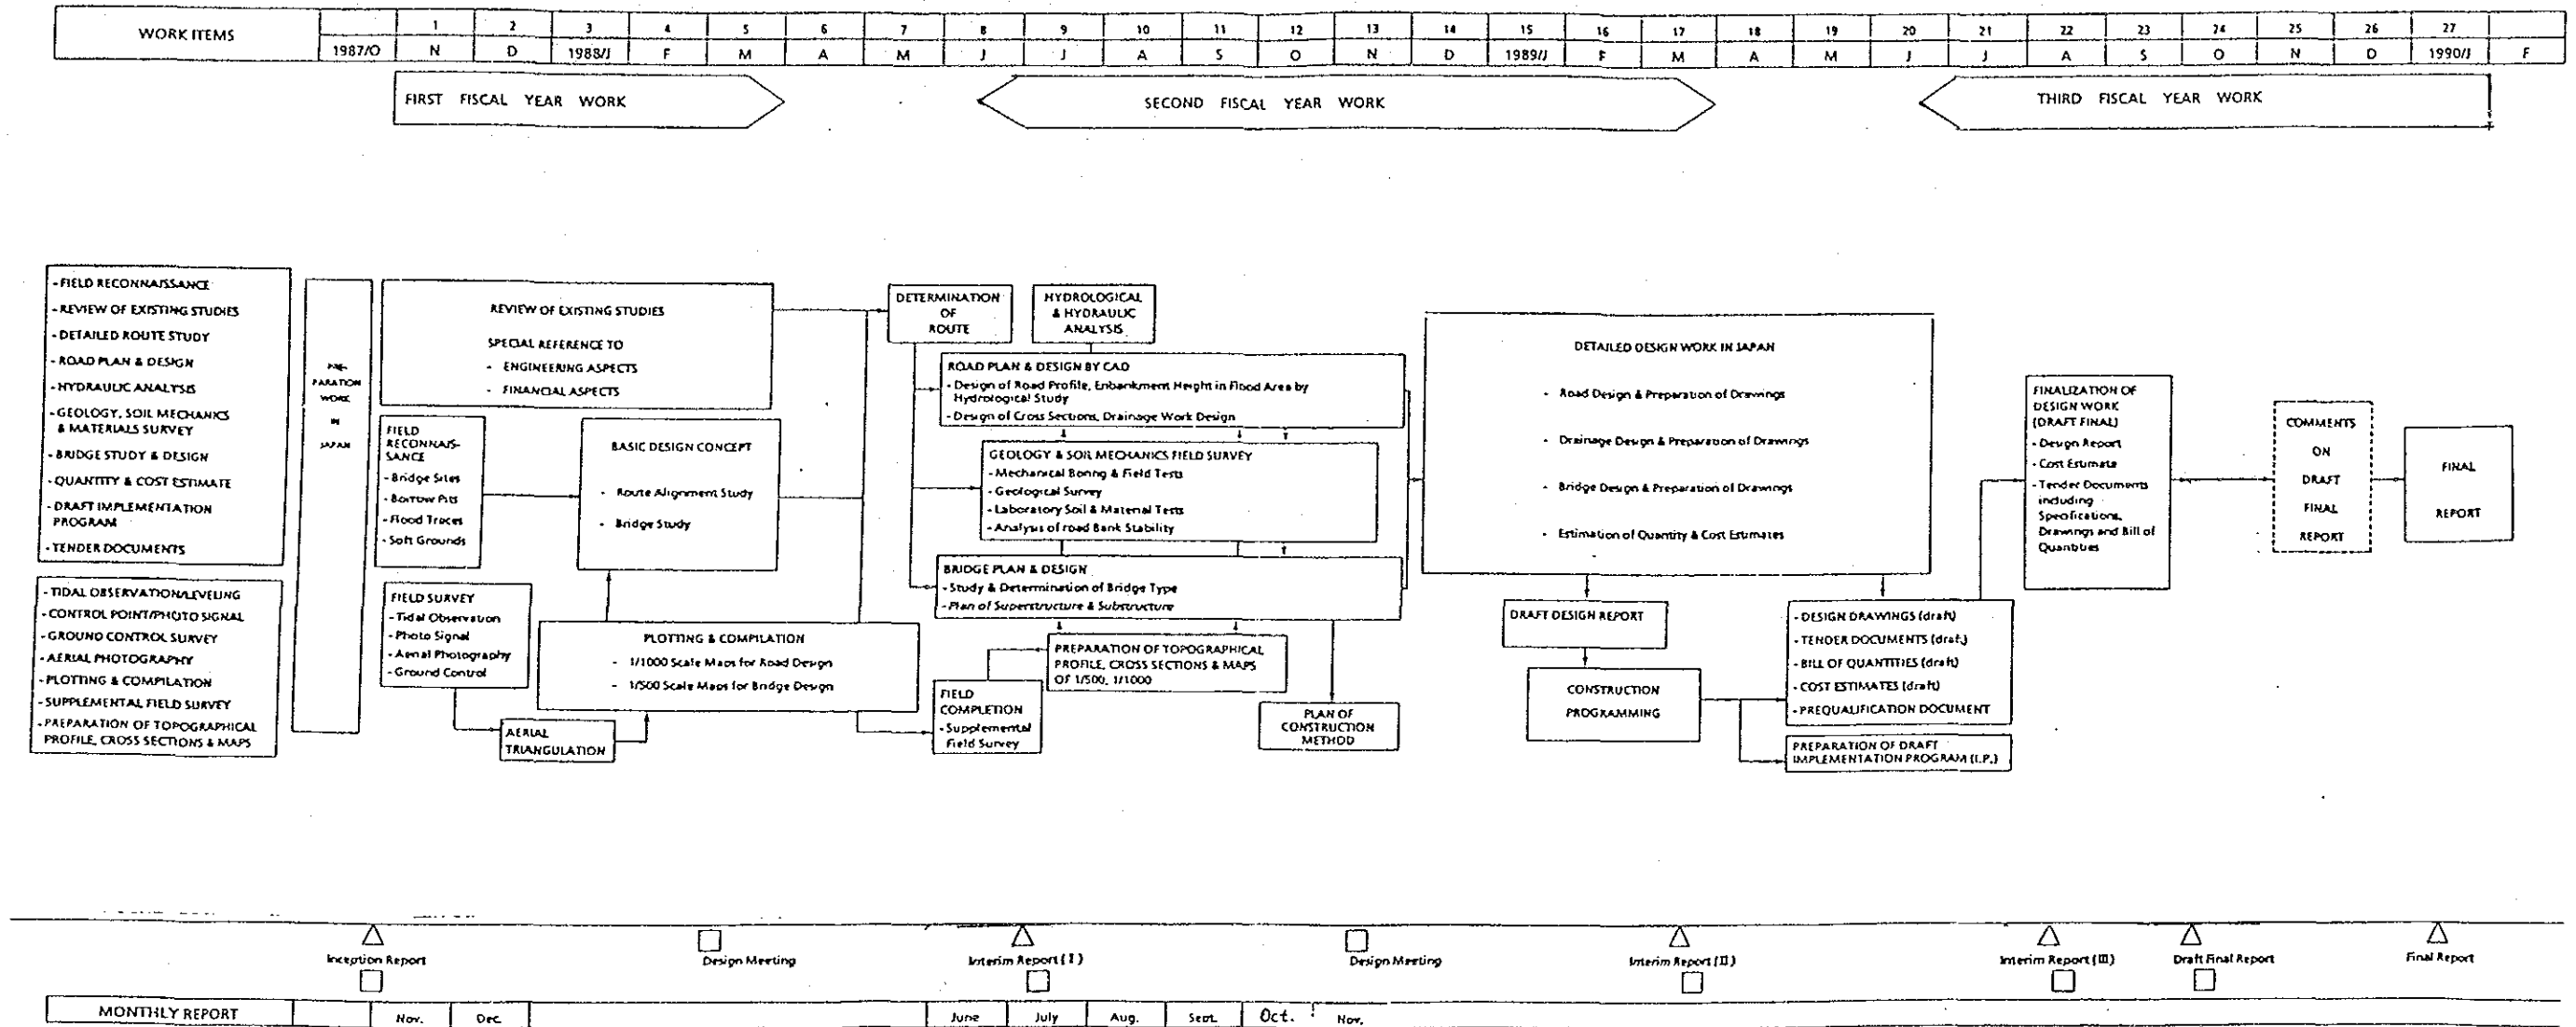 WORK ITEMS
1 2 3 4 5 6 7 8 9 10 11 12 13 14 15 16 17 18 19 20 21 22 23 24 25 26 27
1987/O N D 1988/J F M A M J J A S O N D 1989/J F M A M J J A S O N D 1990/J F
FIRST FISCAL YEAR WORK
SECOND FISCAL YEAR WORK
THIRD FISCAL YEAR WORK
- FIELD RECONNAISSANCE
- REVIEW OF EXISTING STUDIES
- DETAILED ROUTE STUDY
- ROAD PLAN & DESIGN
- HYDRAULIC ANALYSIS
- GEOLOGY, SOIL MECHANICS
& MATERIALS SURVEY
- BRIDGE STUDY & DESIGN
- QUANTITY & COST ESTIMATE
- DRAFT IMPLEMENTATION
PROGRAM
- TENDER DOCUMENTS
- TIDAL OBSERVATION/LEVELING
- CONTROL POINT/PHOTO SIGNAL
- GROUND CONTROL SURVEY
- AERIAL PHOTOGRAPHY
- PLOTTING & COMPILATION
- SUPPLEMENTAL FIELD SURVEY
- PREPARATION OF TOPOGRAPHICAL
PROFILE, CROSS SECTIONS & MAPS
PRE-
PARATION
WORK
IN
JAPAN
REVIEW OF EXISTING STUDIES
SPECIAL REFERENCE TO
- ENGINEERING ASPECTS
- FINANCIAL ASPECTS
FIELD
RECONNAIS-
SANCE
- Bridge Sites
- Borrow Pits
- Flood Traces
- Soft Grounds
BASIC DESIGN CONCEPT
- Route Alignment Study
- Bridge Study
FIELD SURVEY
- Tidal Observation
- Photo Signal
- Aerial Photography
- Ground Control
PLOTTING & COMPILATION
- 1/1000 Scale Maps for Road Design
- 1/500 Scale Maps for Bridge Design
AERIAL
TRIANGULATION
DETERMINATION
OF
ROUTE
HYDROLOGICAL
& HYDRAULIC
ANALYSIS
ROAD PLAN & DESIGN BY CAD
- Design of Road Profile, Enbankment Height in Flood Area by
Hydrological Study
- Design of Cross Sections, Drainage Work Design
GEOLOGY & SOIL MECHANICS FIELD SURVEY
- Mechanical Boring & Field Tests
- Geological Survey
- Laboratory Soil & Material Tests
- Analysis of road Bank Stability
BRIDGE PLAN & DESIGN
- Study & Determination of Bridge Type
- Plan of Superstructure & Substructure
FIELD
COMPLETION
- Supplemental
Field Survey
PREPARATION OF TOPOGRAPHICAL
PROFILE, CROSS SECTIONS & MAPS
OF 1/500, 1/1000
PLAN OF
CONSTRUCTION
METHOD
DETAILED DESIGN WORK IN JAPAN
- Road Design & Preparation of Drawings
- Drainage Design & Preparation of Drawings
- Bridge Design & Preparation of Drawings
- Estimation of Quantity & Cost Estimates
DRAFT DESIGN REPORT
CONSTRUCTION
PROGRAMMING
- DESIGN DRAWINGS (draft)
- TENDER DOCUMENTS (draft)
- BILL OF QUANTITIES (draft)
- COST ESTIMATES (draft)
- PREQUALIFICATION DOCUMENT
PREPARATION OF DRAFT
IMPLEMENTATION PROGRAM (I.P.)
FINALIZATION OF
DESIGN WORK
(DRAFT FINAL)
- Design Report
- Cost Estimate
- Tender Documents
including
Specifications,
Drawings and Bill of
Quantities
COMMENTS
ON
DRAFT
FINAL
REPORT
FINAL
REPORT
Inception Report
Design Meeting
Interim Report (I)
Design Meeting
Interim Report (II)
Interim Report (III)
Draft Final Report
Final Report
MONTHLY REPORT
Nov. Dec. June July Aug. Sept. Oct. Nov.